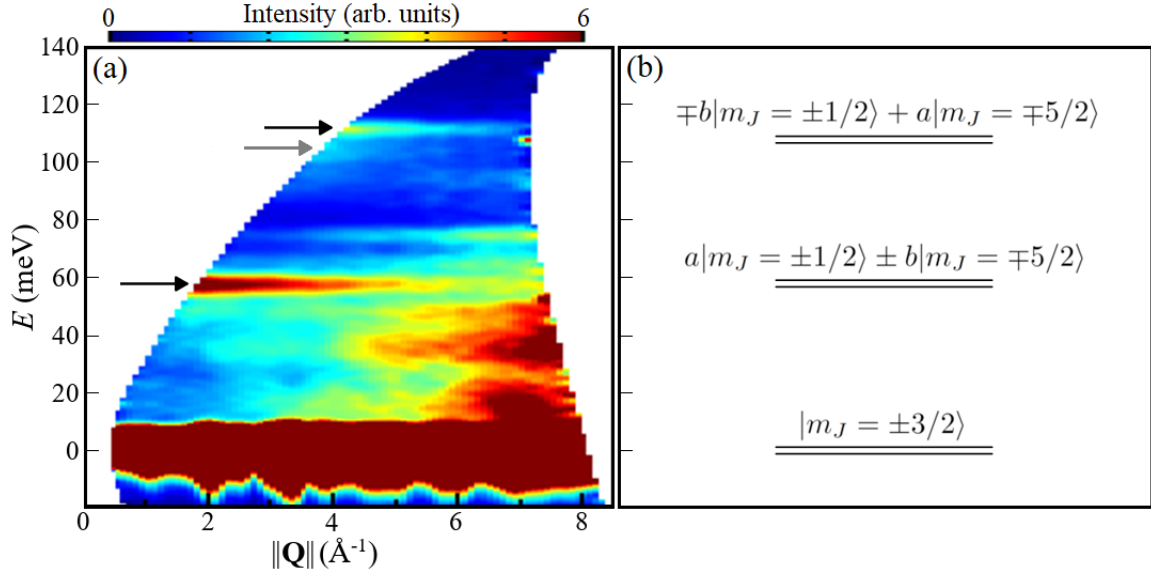 Intensity (arb. units)
0
6
(a)
140
120
100
80
60
40
20
0
E (meV)
0
2
4
6
8
‖Q‖ (Å⁻¹)
(b)
∓b|m_J = ±1/2⟩ + a|m_J = ∓5/2⟩
a|m_J = ±1/2⟩ ± b|m_J = ∓5/2⟩
|m_J = ±3/2⟩